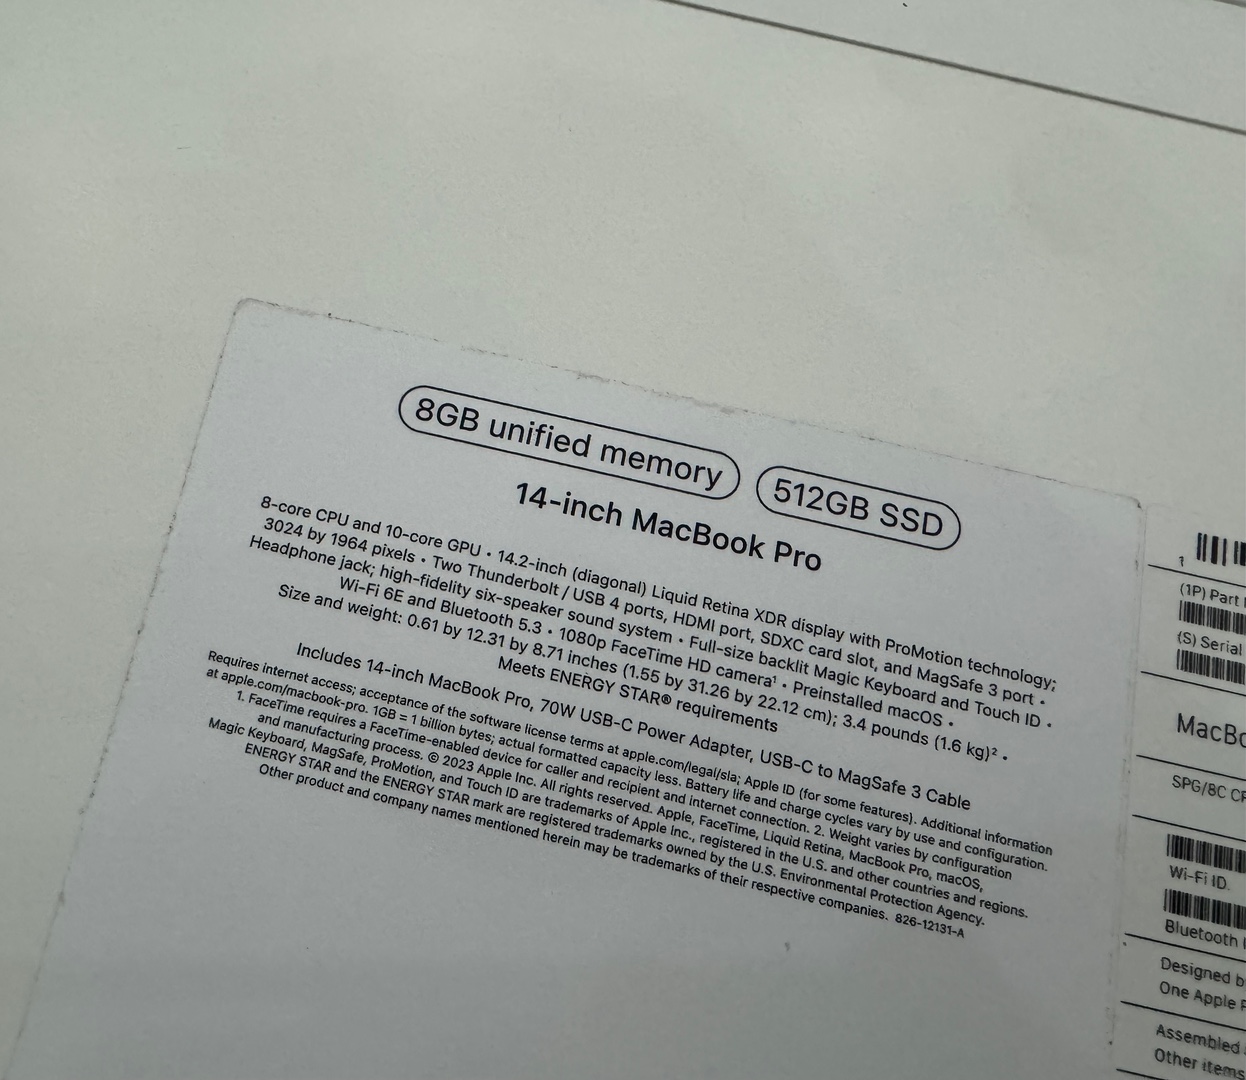 8GB unified memory 512GB SSD
14-inch MacBook Pro
8-core CPU and 10-core GPU • 14.2-inch (diagonal) Liquid Retina XDR display with ProMotion technology;
3024 by 1964 pixels • Two Thunderbolt / USB 4 ports, HDMI port, SDXC card slot, and MagSafe 3 port •
Headphone jack; high-fidelity six-speaker sound system • Full-size backlit Magic Keyboard and Touch ID •
Wi-Fi 6E and Bluetooth 5.3 • 1080p FaceTime HD camera¹ • Preinstalled macOS •
Size and weight: 0.61 by 12.31 by 8.71 inches (1.55 by 31.26 by 22.12 cm); 3.4 pounds (1.6 kg)² •
Meets ENERGY STAR® requirements
Includes 14-inch MacBook Pro, 70W USB-C Power Adapter, USB-C to MagSafe 3 Cable
Requires internet access; acceptance of the software license terms at apple.com/legal/sla; Apple ID (for some features). Additional information
at apple.com/macbook-pro. 1GB = 1 billion bytes; actual formatted capacity less. Battery life and charge cycles vary by use and configuration.
1. FaceTime requires a FaceTime-enabled device for caller and recipient and internet connection. 2. Weight varies by configuration
and manufacturing process. © 2023 Apple Inc. All rights reserved. Apple, FaceTime, Liquid Retina, MacBook Pro, macOS,
Magic Keyboard, MagSafe, ProMotion, and Touch ID are trademarks of Apple Inc., registered in the U.S. and other countries and regions.
ENERGY STAR and the ENERGY STAR mark are registered trademarks owned by the U.S. Environmental Protection Agency.
Other product and company names mentioned herein may be trademarks of their respective companies. 826-12131-A
1
(1P) Part
(S) Serial
MacBo
SPG/8C
Wi-Fi ID
Bluetooth
Designed b
One Apple
Assembled
Other items